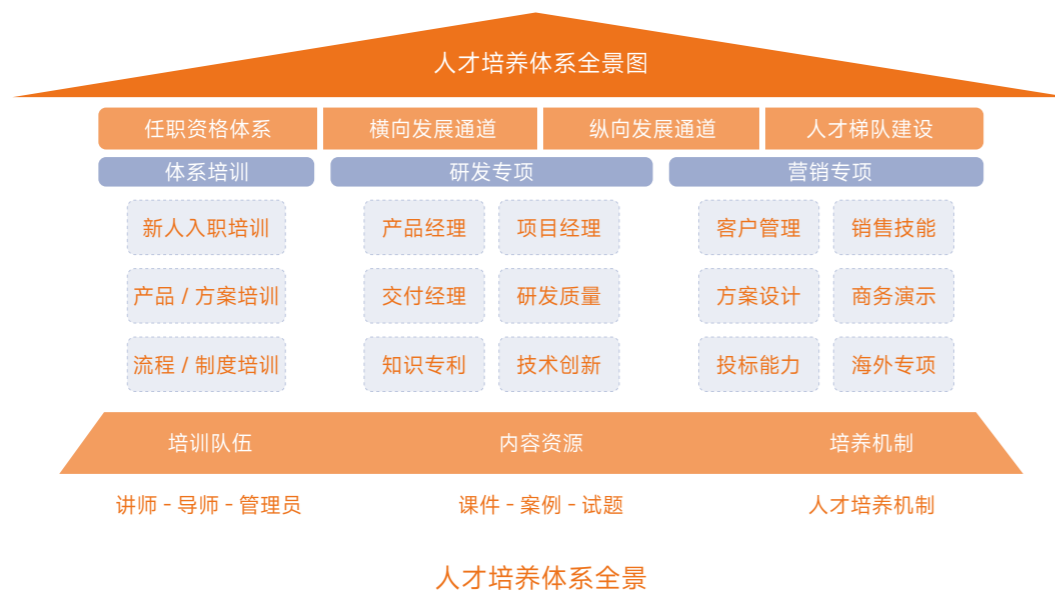 人才培养体系全景图
任职资格体系 横向发展通道 纵向发展通道 人才梯队建设
体系培训 研发专项 营销专项
新人入职培训 产品经理 项目经理 客户管理 销售技能
产品 / 方案培训 交付经理 研发质量 方案设计 商务演示
流程 / 制度培训 知识专利 技术创新 投标能力 海外专项
培训队伍 内容资源 培养机制
讲师 - 导师 - 管理员 课件 - 案例 - 试题 人才培养机制
人才培养体系全景